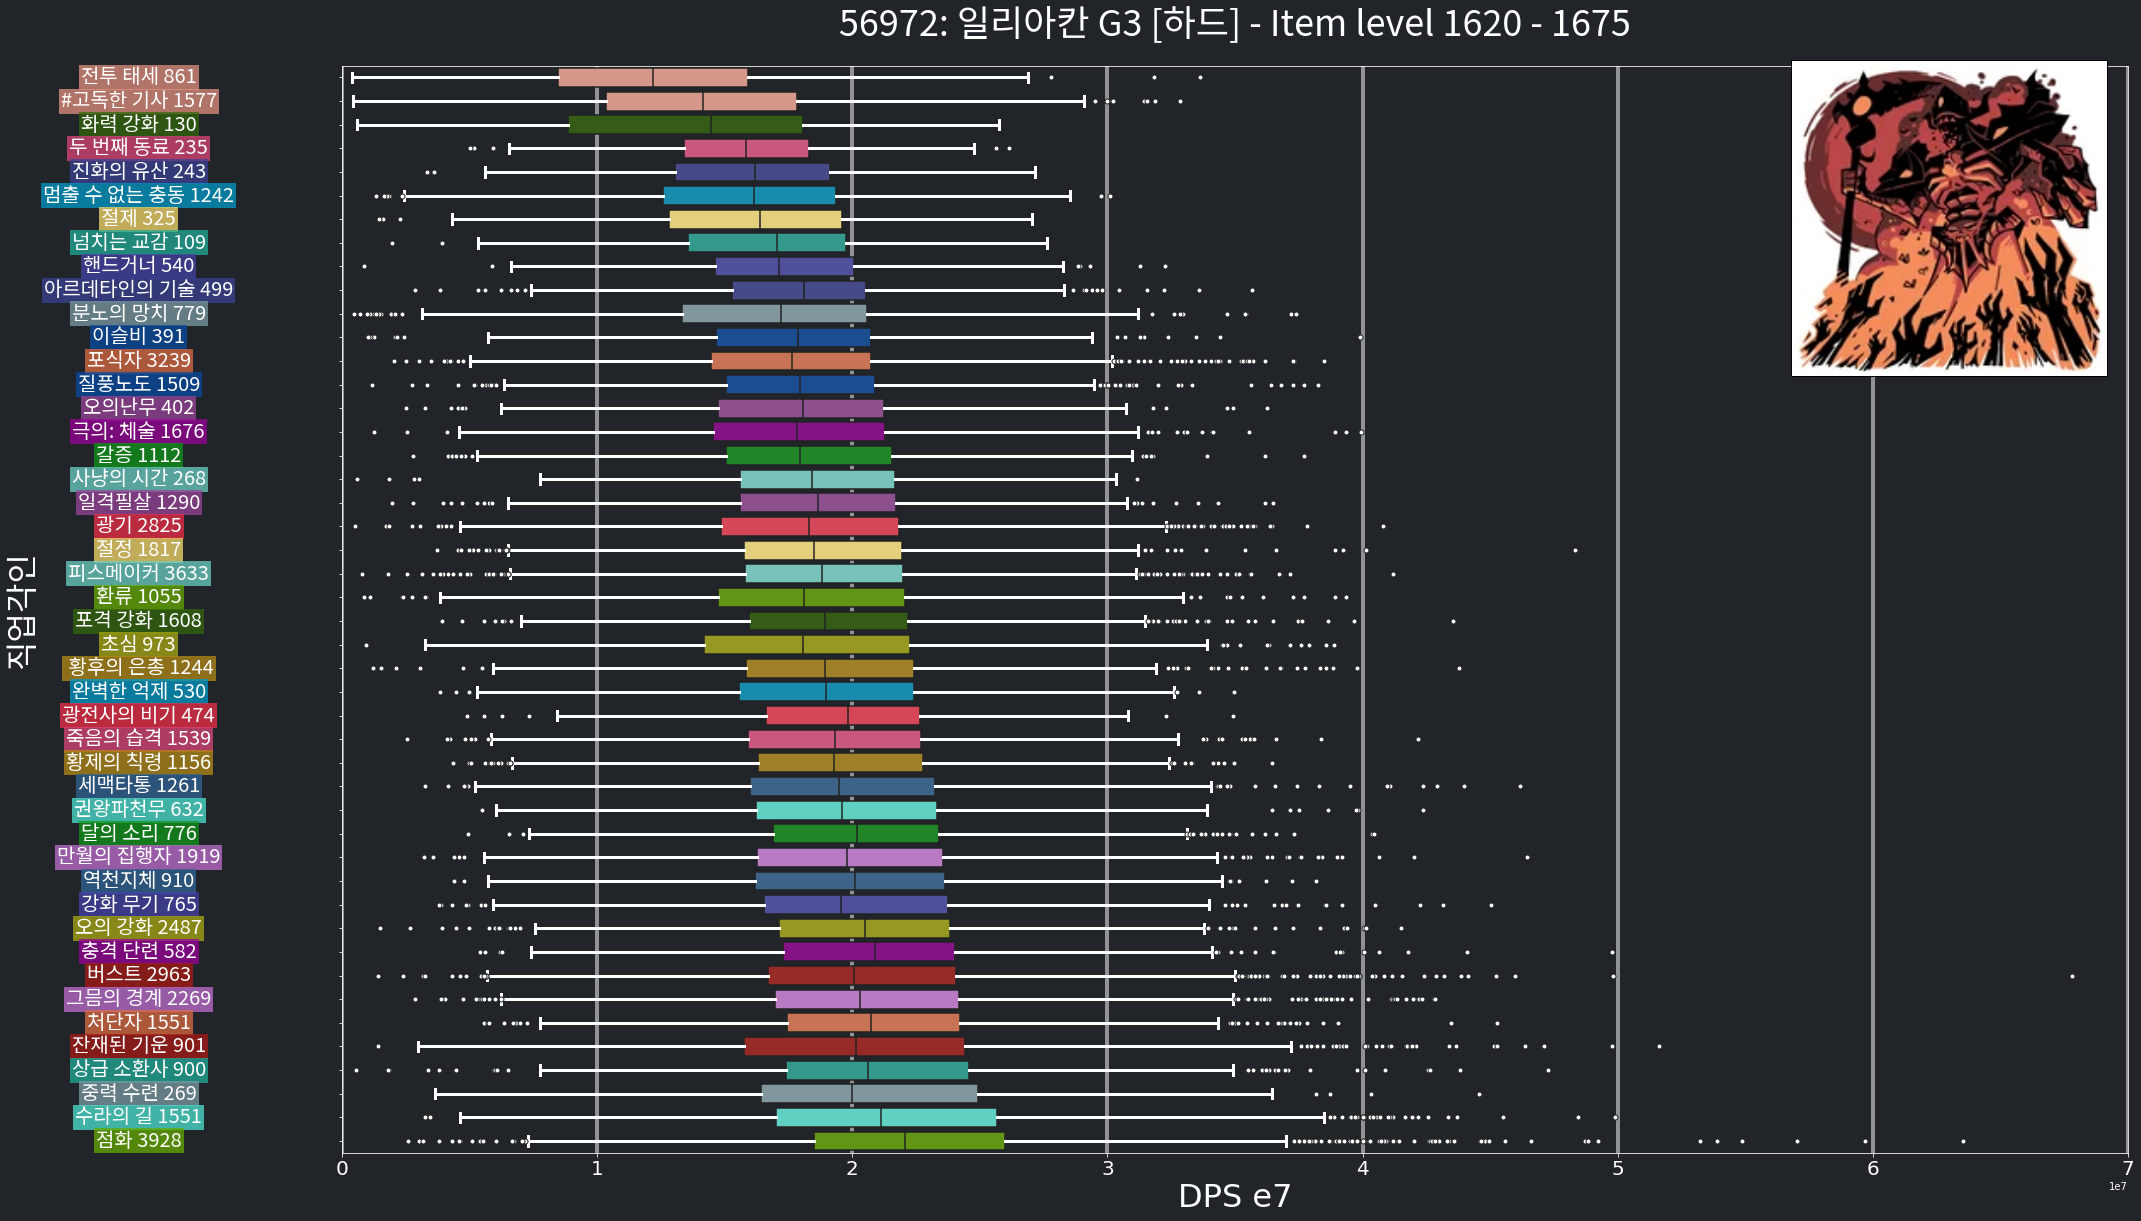 56972: 일리아칸 G3 [하드] - Item level 1620 - 1675
직업각인
전투 태세 861
#고독한 기사 1577
화력 강화 130
두 번째 동료 235
진화의 유산 243
멈출 수 없는 충동 1242
절제 325
넘치는 교감 109
핸드거너 540
아르데타인의 기술 499
분노의 망치 779
이슬비 391
포식자 3239
질풍노도 1509
오의난무 402
극의: 체술 1676
갈증 1112
사냥의 시간 268
일격필살 1290
광기 2825
절정 1817
피스메이커 3633
환류 1055
포격 강화 1608
초심 973
황후의 은총 1244
완벽한 억제 530
광전사의 비기 474
죽음의 습격 1539
황제의 칙령 1156
세맥타통 1261
권왕파천무 632
달의 소리 776
만월의 집행자 1919
역천지체 910
강화 무기 765
오의 강화 2487
충격 단련 582
버스트 2963
그믐의 경계 2269
처단자 1551
잔재된 기운 901
상급 소환사 900
중력 수련 269
수라의 길 1551
점화 3928
0 1 2 3 4 5 6 7
1e7
DPS e7